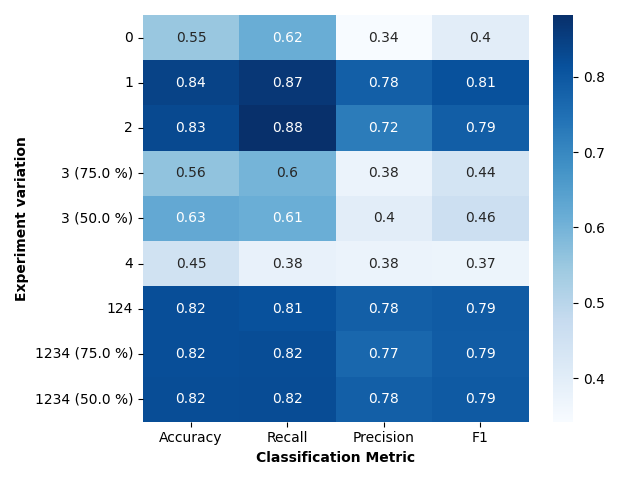 0 0.55 0.62 0.34 0.4
1 0.84 0.87 0.78 0.81
2 0.83 0.88 0.72 0.79
3 (75.0 %) 0.56 0.6 0.38 0.44
3 (50.0 %) 0.63 0.61 0.4 0.46
4 0.45 0.38 0.38 0.37
124 0.82 0.81 0.78 0.79
1234 (75.0 %) 0.82 0.82 0.77 0.79
1234 (50.0 %) 0.82 0.82 0.78 0.79
Accuracy Recall Precision F1
Classification Metric
Experiment variation
0.8
0.7
0.6
0.5
0.4